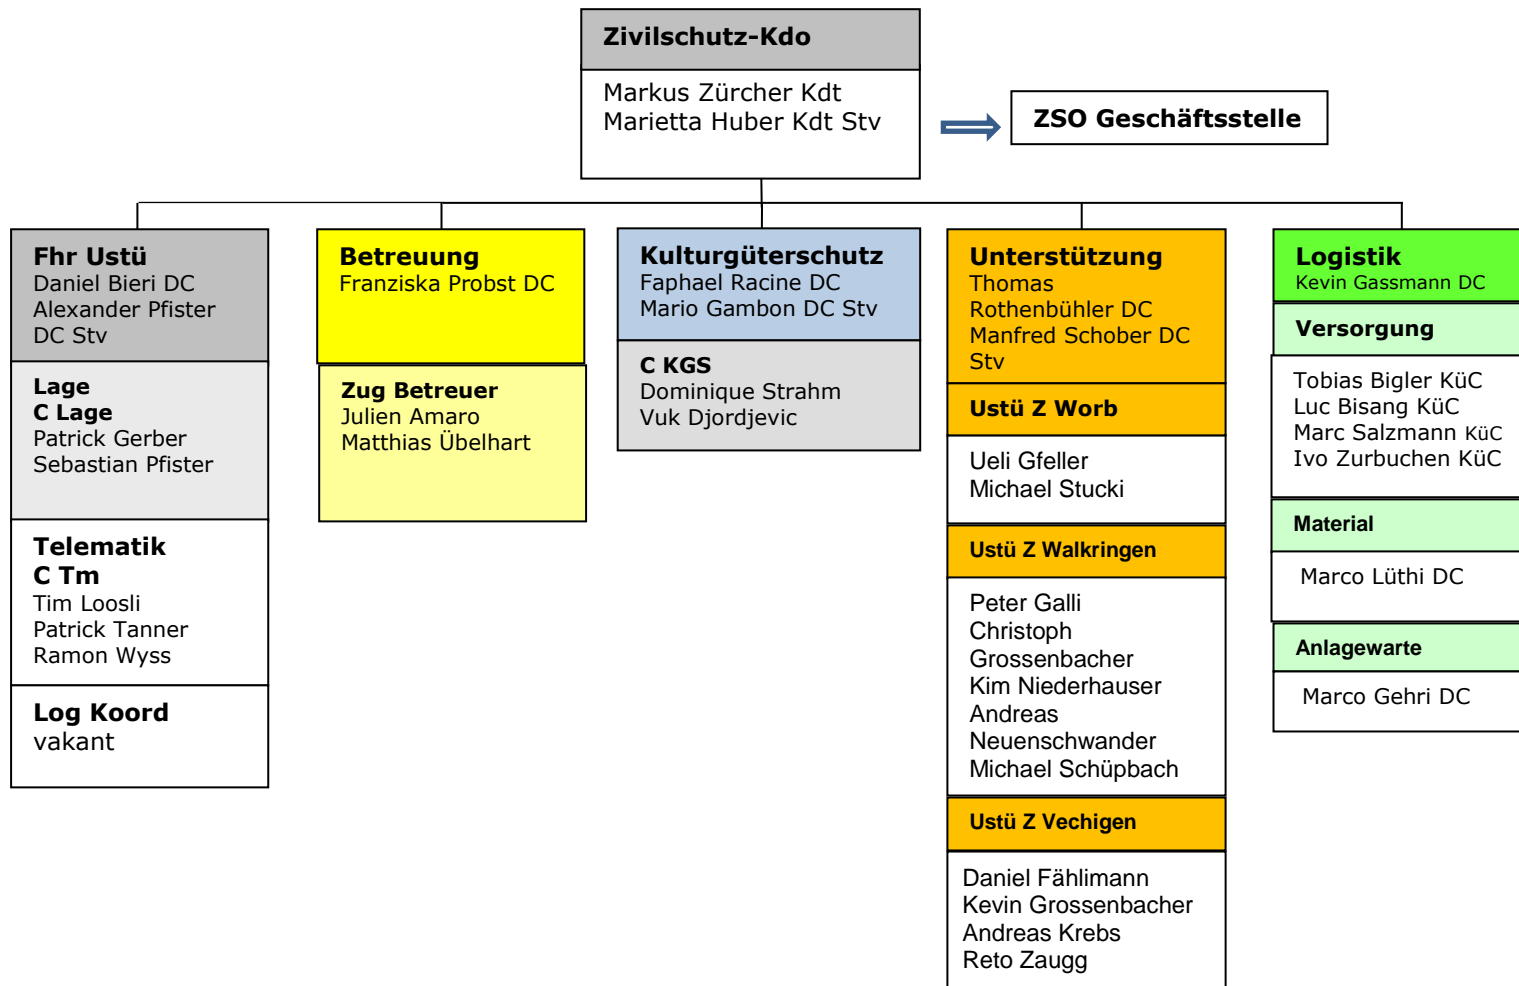 Zivilschutz-Kdo
Markus Zürcher Kdt
Marietta Huber Kdt Stv
ZSO Geschäftsstelle
Fhr Ustü
Daniel Bieri DC
Alexander Pfister
DC Stv
Lage
C Lage
Patrick Gerber
Sebastian Pfister
Telematik
C Tm
Tim Loosli
Patrick Tanner
Ramon Wyss
Log Koord
vakant
Betreuung
Franziska Probst DC
Zug Betreuer
Julien Amaro
Matthias Übelhart
Kulturgüterschutz
Faphael Racine DC
Mario Gambon DC Stv
C KGS
Dominique Strahm
Vuk Djordjevic
Unterstützung
Thomas
Rothenbühler DC
Manfred Schober DC
Stv
Ustü Z Worb
Ueli Gfeller
Michael Stucki
Ustü Z Walkringen
Peter Galli
Christoph
Grossenbacher
Kim Niederhauser
Andreas
Neuenschwander
Michael Schüpbach
Ustü Z Vechigen
Daniel Fählimann
Kevin Grossenbacher
Andreas Krebs
Reto Zaugg
Logistik
Kevin Gassmann DC
Versorgung
Tobias Bigler KüC
Luc Bisang KüC
Marc Salzmann KüC
Ivo Zurbuchen KüC
Material
Marco Lüthi DC
Anlagewarte
Marco Gehri DC